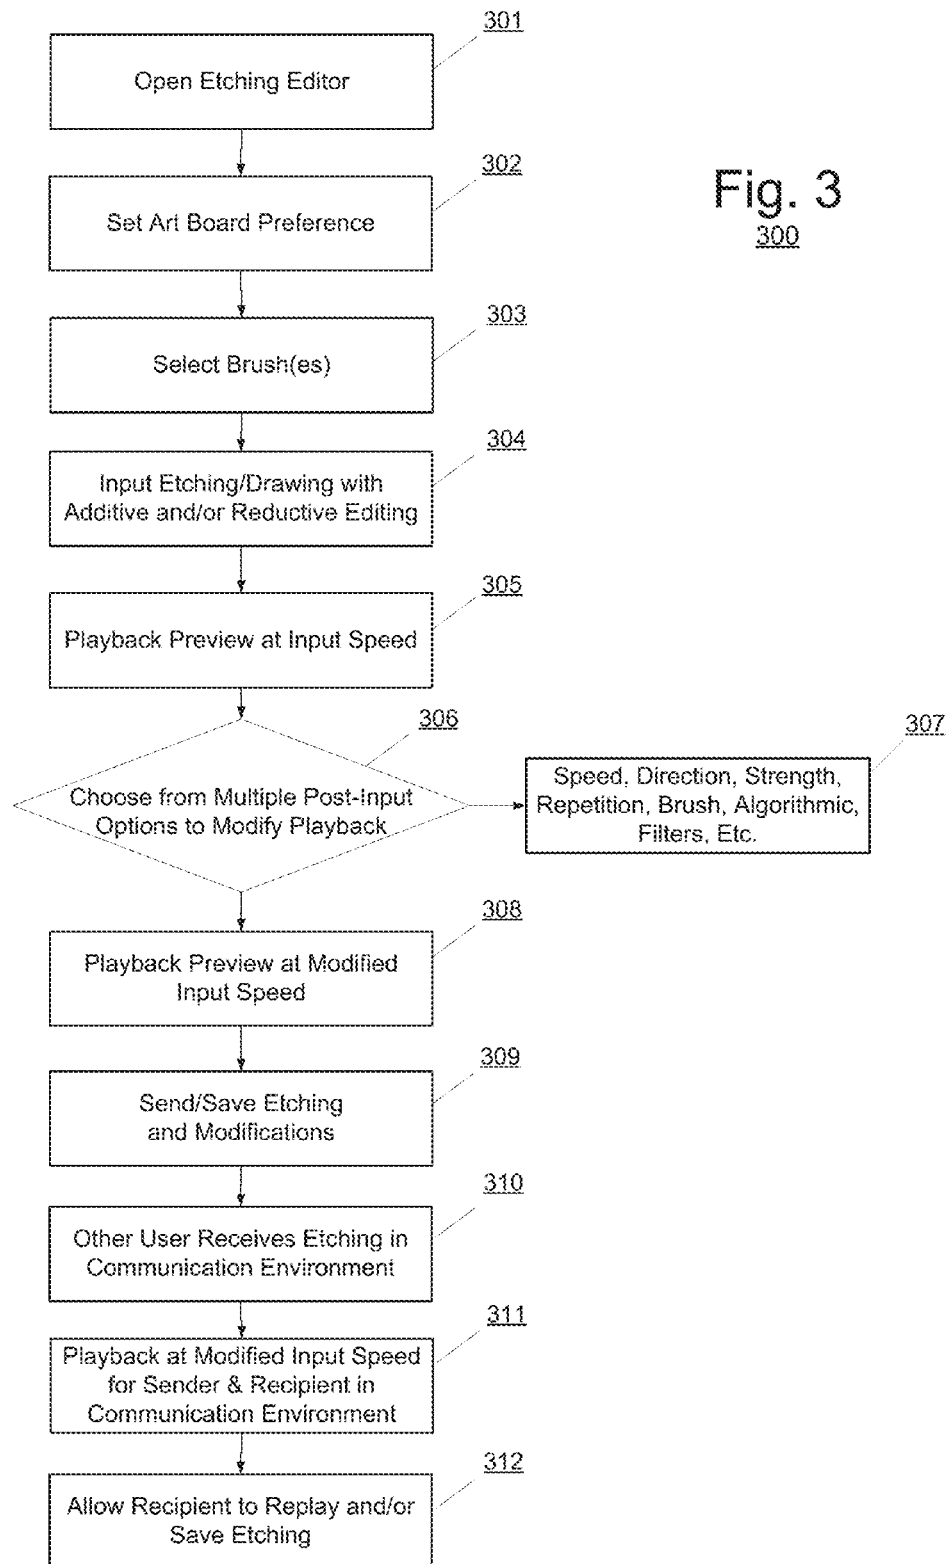 301
Open Etching Editor
302
Set Art Board Preference
Fig. 3
300
303
Select Brush(es)
304
Input Etching/Drawing with
Additive and/or Reductive Editing
305
Playback Preview at Input Speed
306
Choose from Multiple Post-Input
Options to Modify Playback
307
Speed, Direction, Strength,
Repetition, Brush, Algorithmic,
Filters, Etc.
308
Playback Preview at Modified
Input Speed
309
Send/Save Etching
and Modifications
310
Other User Receives Etching in
Communication Environment
311
Playback at Modified Input Speed
for Sender & Recipient in
Communication Environment
312
Allow Recipient to Replay and/or
Save Etching